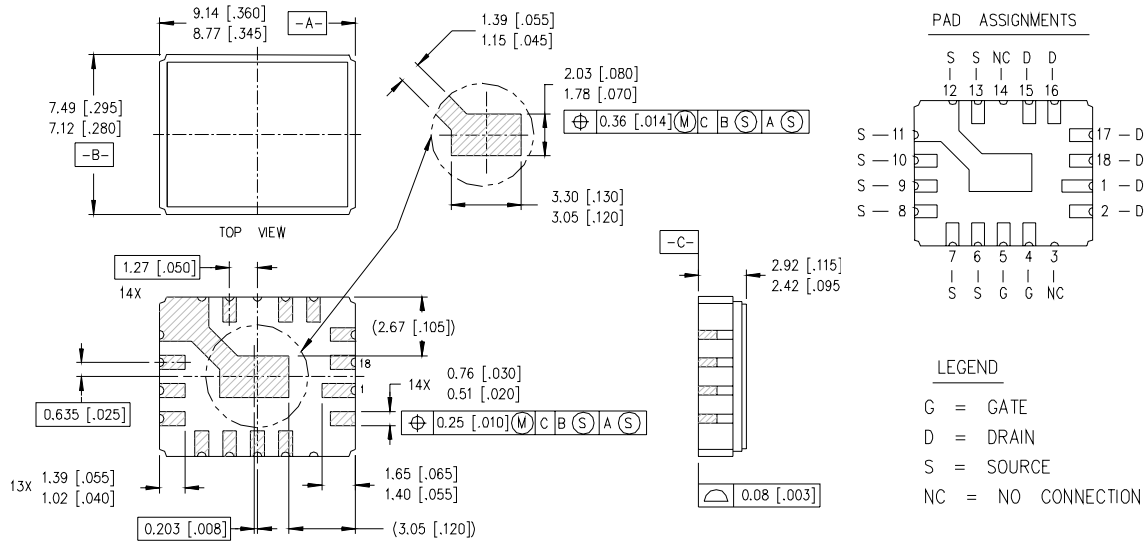 9.14 [.360]
8.77 [.345]
-A-
7.49 [.295]
7.12 [.280]
-B-
TOP VIEW
1.39 [.055]
1.15 [.045]
2.03 [.080]
1.78 [.070]
⌖ 0.36 [.014] Ⓜ C B Ⓢ A Ⓢ
3.30 [.130]
3.05 [.120]
1.27 [.050]
14X
(2.67 [.105])
18
1
0.635 [.025]
14X 0.76 [.030]
0.51 [.020]
⌖ 0.25 [.010] Ⓜ C B Ⓢ A Ⓢ
13X 1.39 [.055]
1.02 [.040]
1.65 [.065]
1.40 [.055]
0.203 [.008]
(3.05 [.120])
-C-
2.92 [.115]
2.42 [.095
⌓ 0.08 [.003]
PAD ASSIGNMENTS
S S NC D D
12 13 14 15 16
S — 11
S — 10
S — 9
S — 8
17 — D
18 — D
1 — D
2 — D
7 6 5 4 3
S S G G NC
LEGEND
G = GATE
D = DRAIN
S = SOURCE
NC = NO CONNECTION